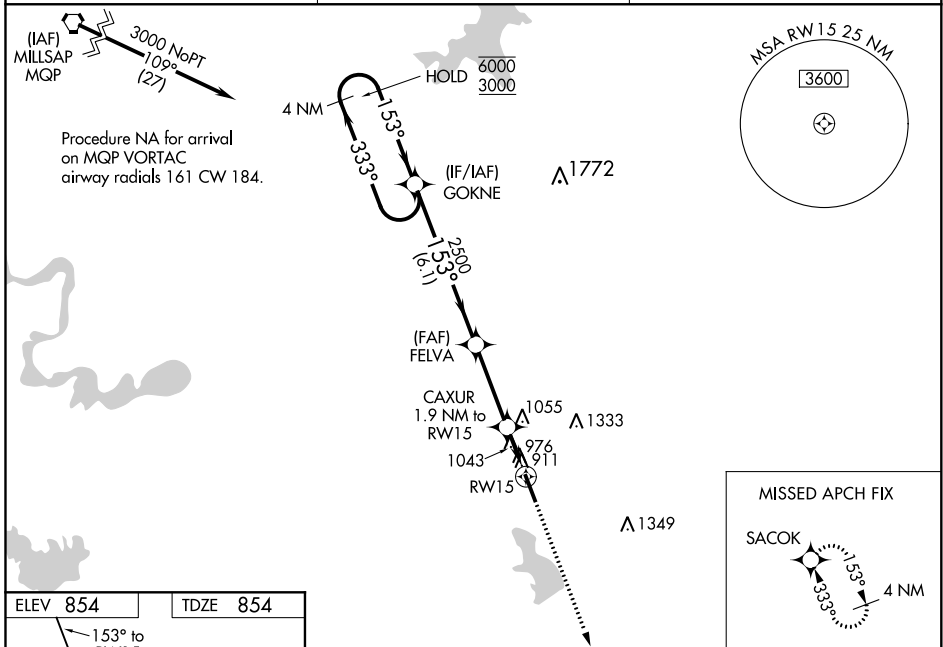 (IAF)
MILLSAP
MQP
3000 NoPT
109°
(27)
Procedure NA for arrival
on MQP VORTAC
airway radials 161 CW 184.
4 NM
HOLD
6000
3000
153°
333°
(IF/IAF)
GOKNE
1772
MSA RW15 25 NM
3600
2500
153°
(6.1)
(FAF)
FELVA
CAXUR
1.9 NM to
RW15
1055
1333
1043
976
911
RW15
1349
MISSED APCH FIX
SACOK
153°
333°
4 NM
ELEV 854
TDZE 854
153° to